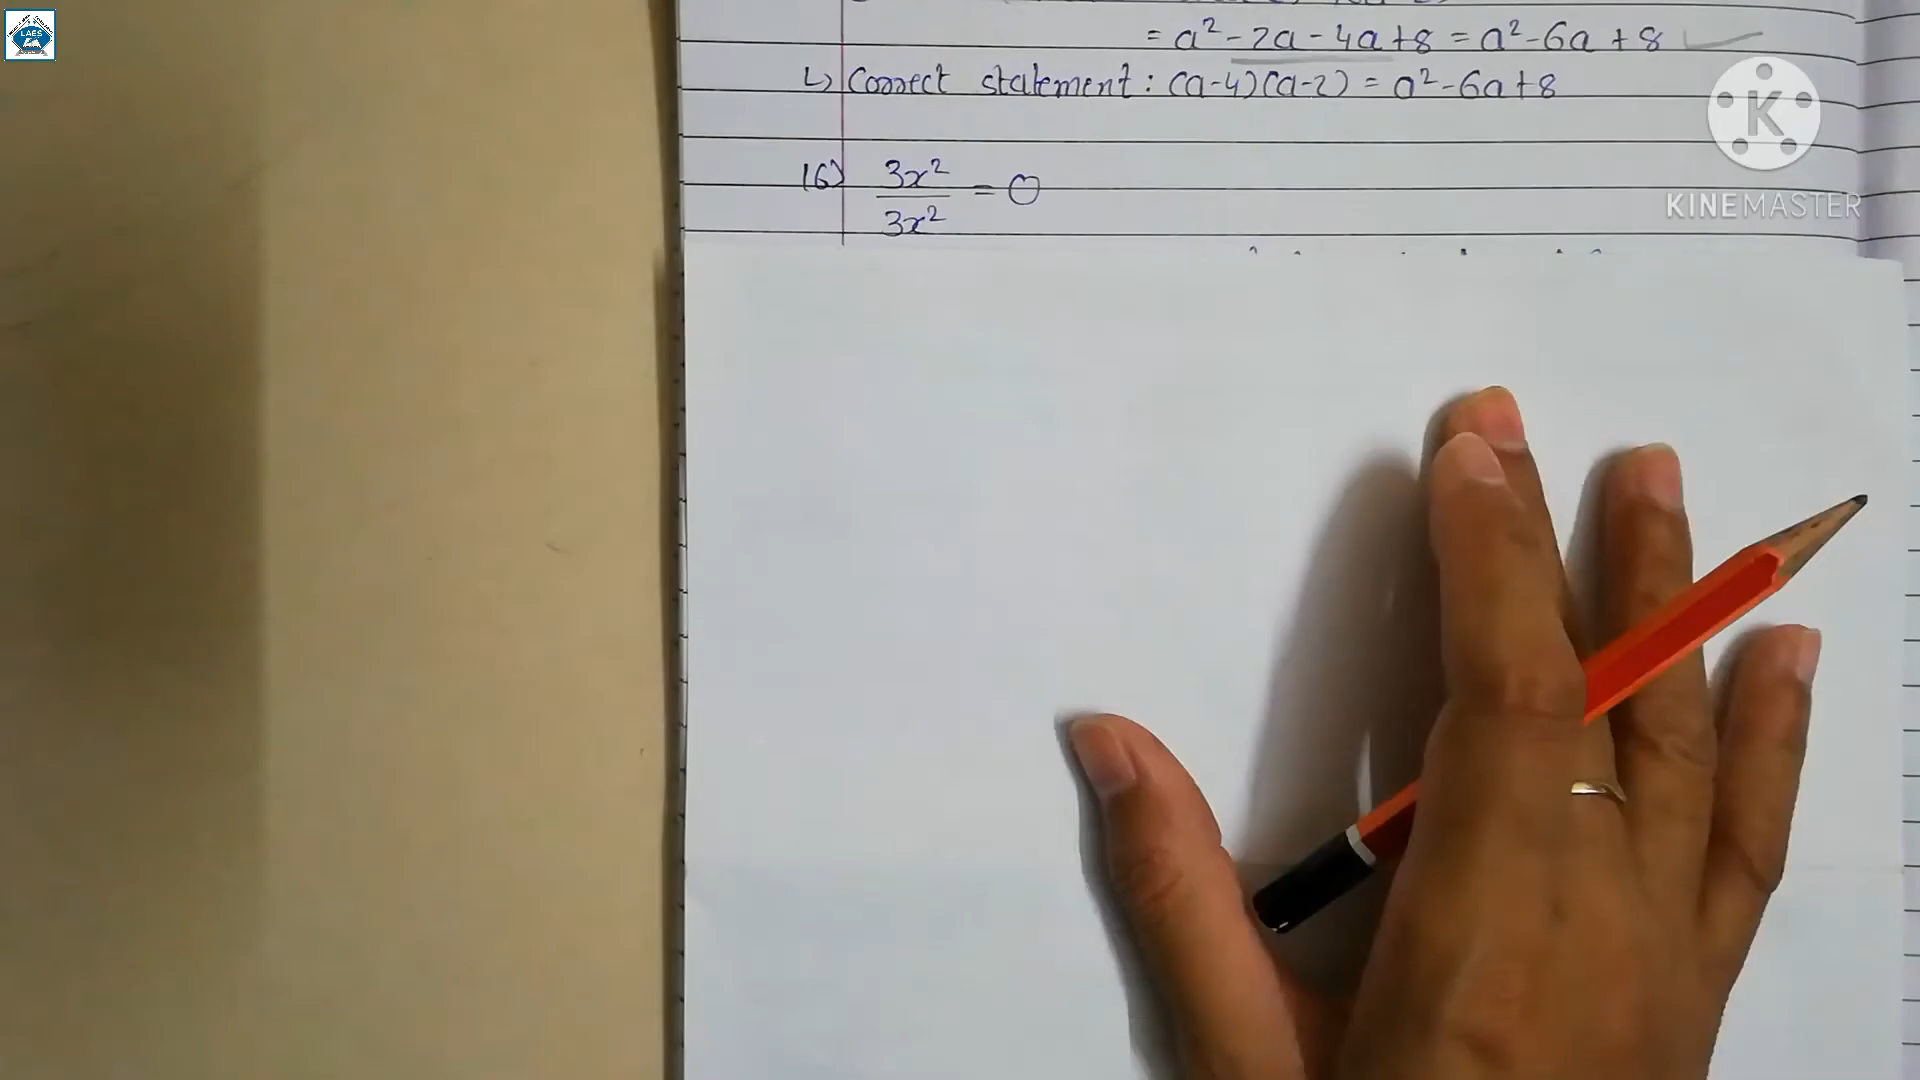 LAES
= a² - 2a - 4a + 8 = a² - 6a + 8
↳ Correct statement : (a-4)(a-2) = a² - 6a + 8
16) 3x²/3x² = 0
K
KINEMASTER